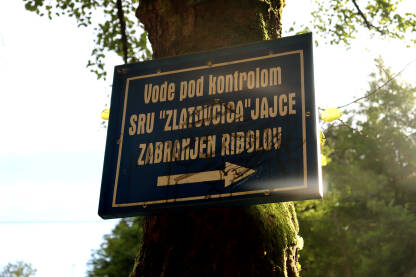 Vode pod kontrolom
SRU "ZLATOVČICA" JAJCE
ZABRANJEN RIBOLOV